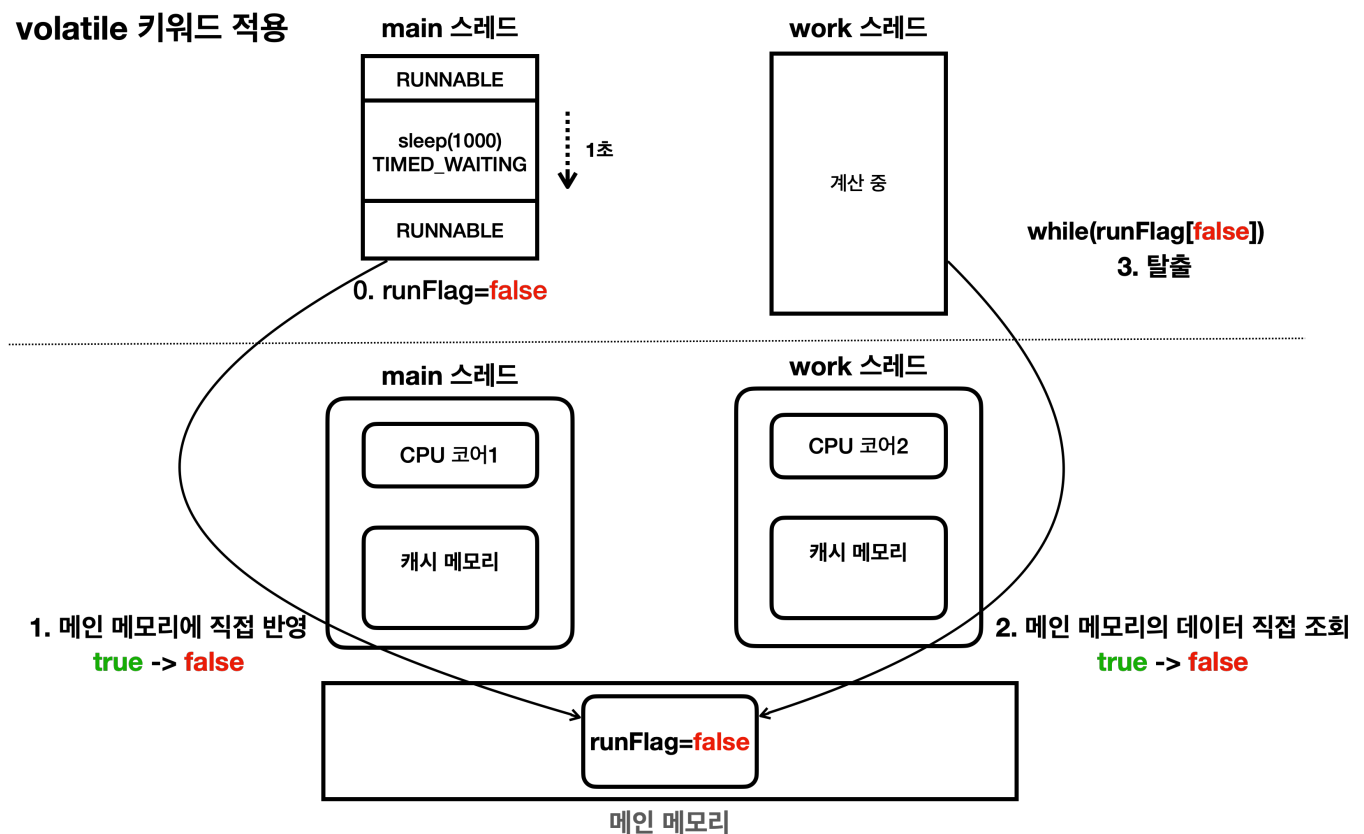 volatile 키워드 적용
main 스레드
work 스레드
RUNNABLE
sleep(1000)
TIMED_WAITING
1초
RUNNABLE
계산 중
while(runFlag[false])
3. 탈출
0. runFlag=false
main 스레드
work 스레드
CPU 코어1
CPU 코어2
캐시 메모리
캐시 메모리
1. 메인 메모리에 직접 반영
true -> false
2. 메인 메모리의 데이터 직접 조회
true -> false
runFlag=false
메인 메모리